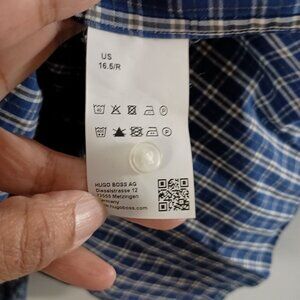 US
16.5/R
HUGO BOSS AG
Dieselstrasse 12
72555 Metzingen
Germany
www.hugoboss.com